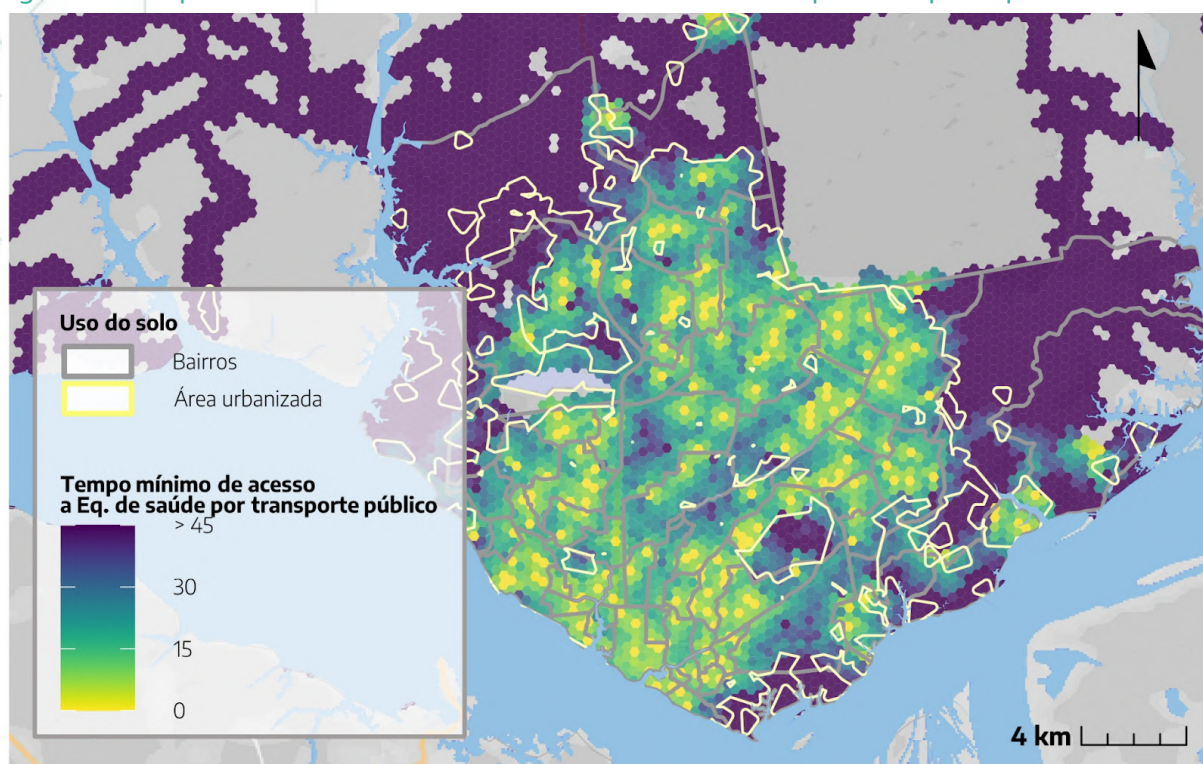 Uso do solo
Bairros
Área urbanizada
Tempo mínimo de acesso
a Eq. de saúde por transporte público
> 45
30
15
0
4 km